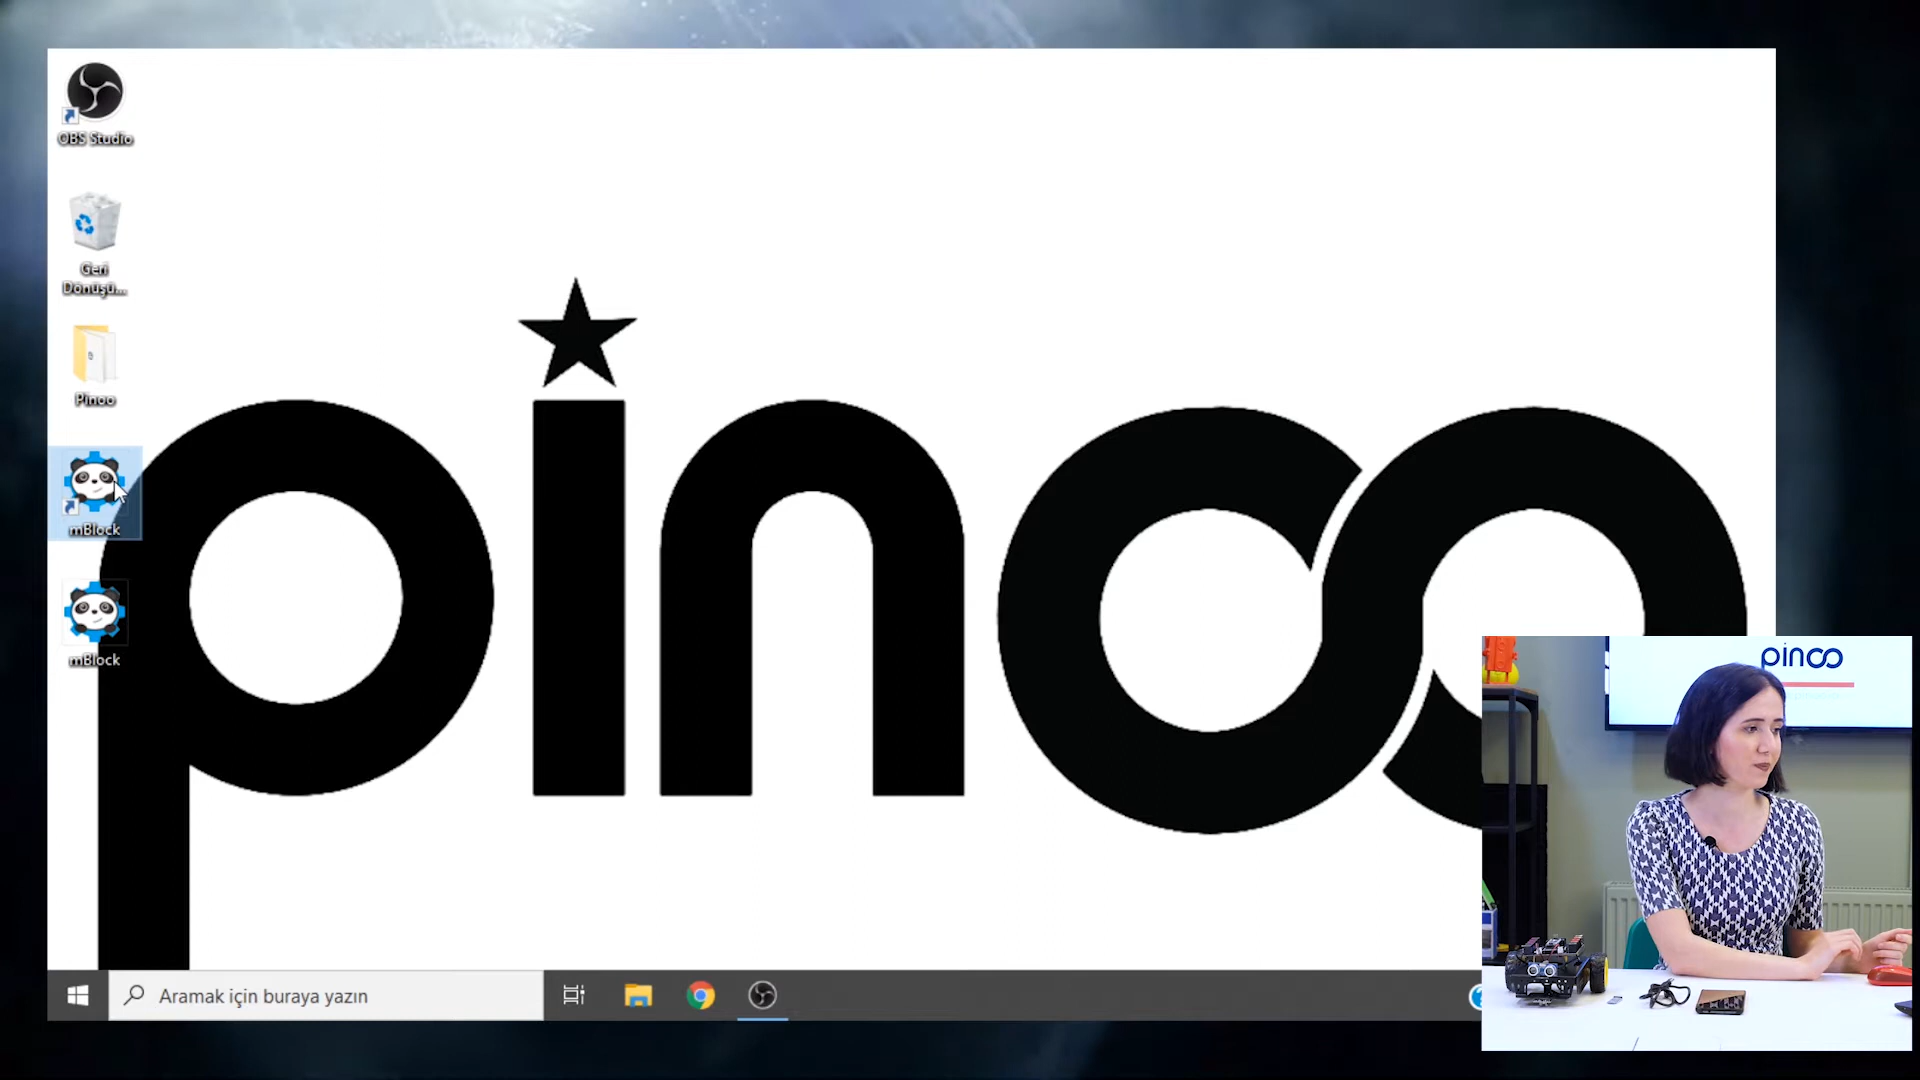 OBS Studio
Geri
Dönüşü...
Pinoo
mBlock
mBlock
pinoo
Aramak için buraya yazın
pinoo